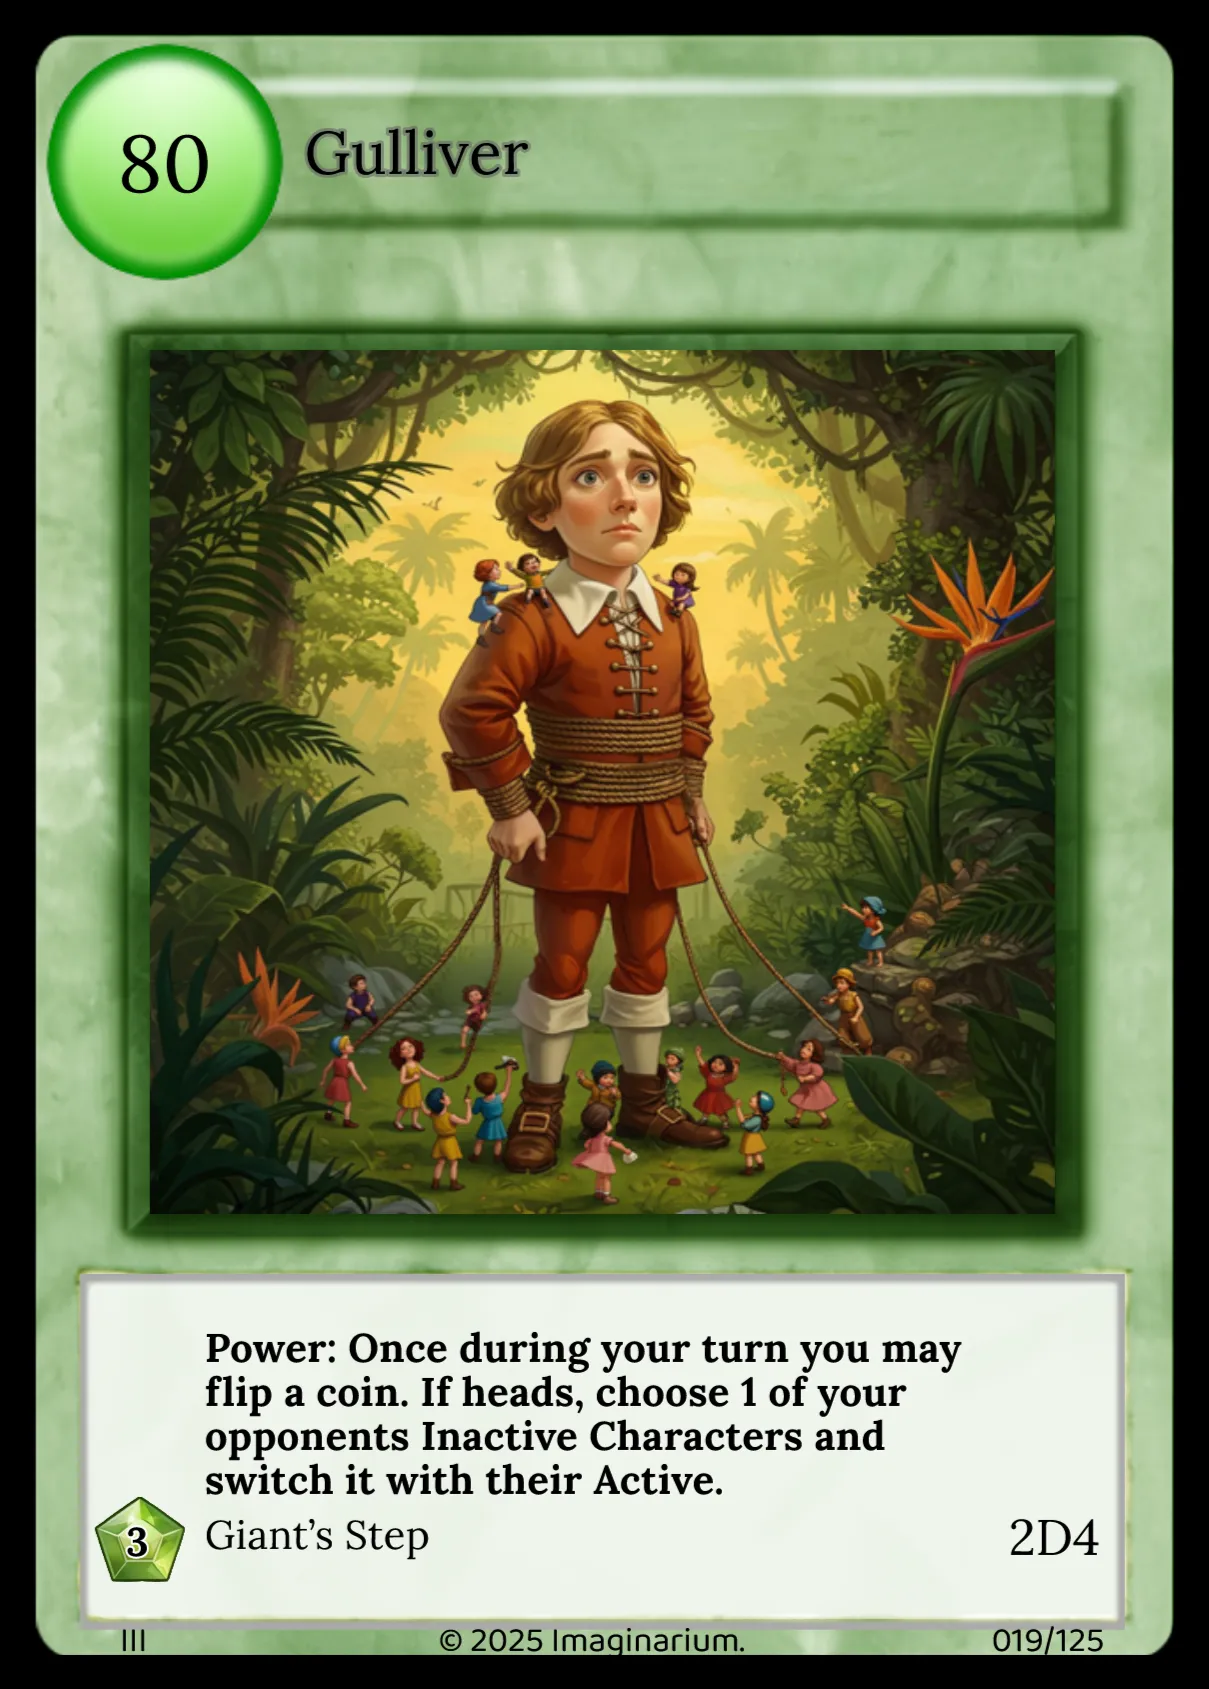 80
Gulliver
Power: Once during your turn you may
flip a coin. If heads, choose 1 of your
opponents Inactive Characters and
switch it with their Active.
3
Giant’s Step
2D4
III
© 2025 Imaginarium.
019/125